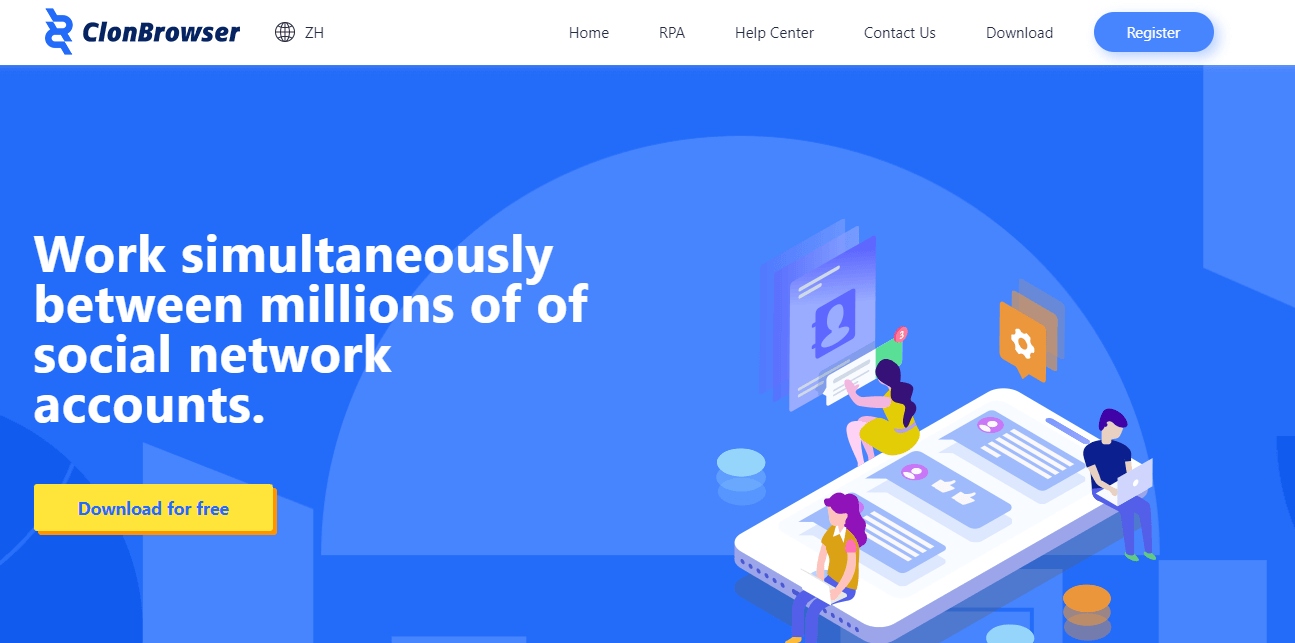 ClonBrowser
ZH
Home
RPA
Help Center
Contact Us
Download
Register
Work simultaneously
between millions of of
social network
accounts.
Download for free
3